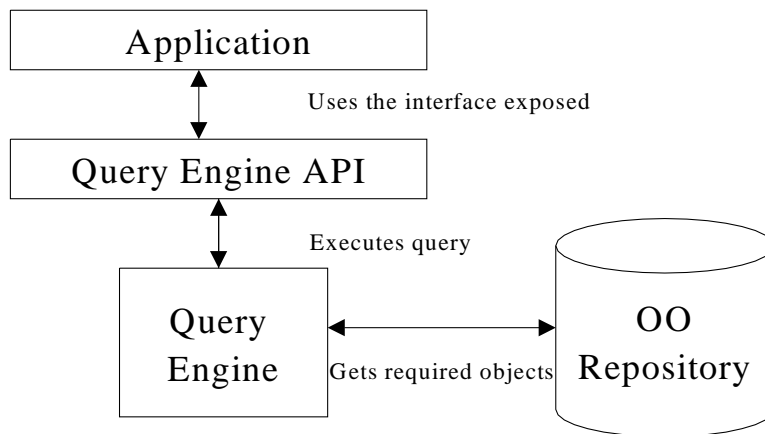 Application
Uses the interface exposed
Query Engine API
Executes query
Query
Engine
Gets required objects
OO
Repository